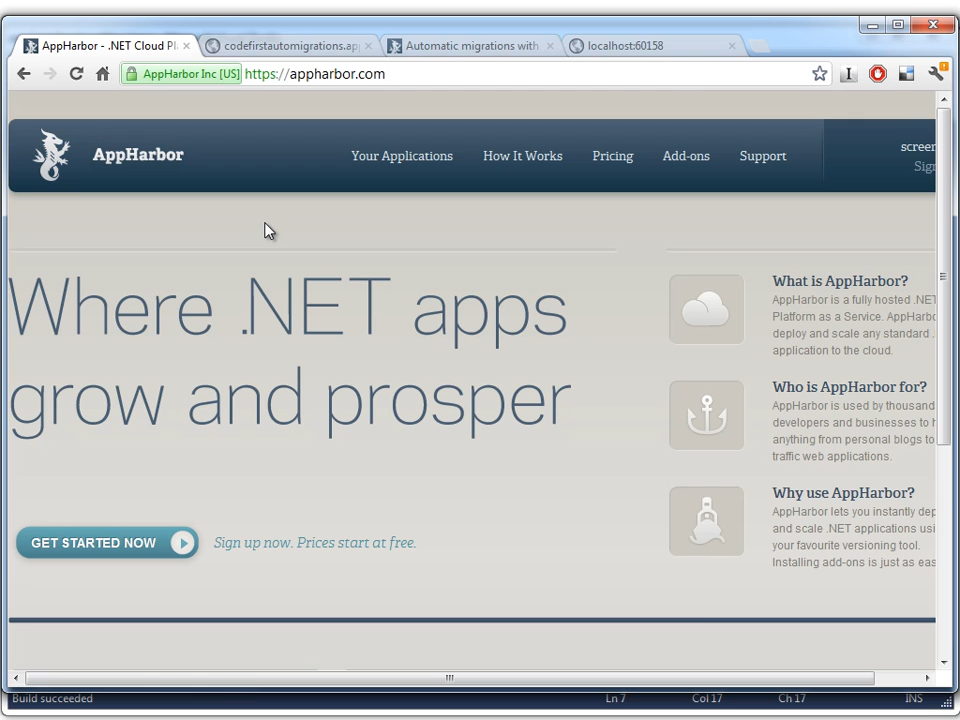 AppHarbor - .NET Cloud Pl
codefirstautomigrations.ap
Automatic migrations with
localhost:60158
AppHarbor Inc [US] https://appharbor.com
AppHarbor
Your Applications
How It Works
Pricing
Add-ons
Support
screen
Sign
Where .NET apps
grow and prosper
GET STARTED NOW
Sign up now. Prices start at free.
What is AppHarbor?
AppHarbor is a fully hosted .NET
Platform as a Service. AppHarbo
deploy and scale any standard .
application to the cloud.
Who is AppHarbor for?
AppHarbor is used by thousand
developers and businesses to h
anything from personal blogs to
traffic web applications.
Why use AppHarbor?
AppHarbor lets you instantly dep
and scale .NET applications usi
your favourite versioning tool.
Installing add-ons is just as eas
Build succeeded
Ln 7
Col 17
Ch 17
INS